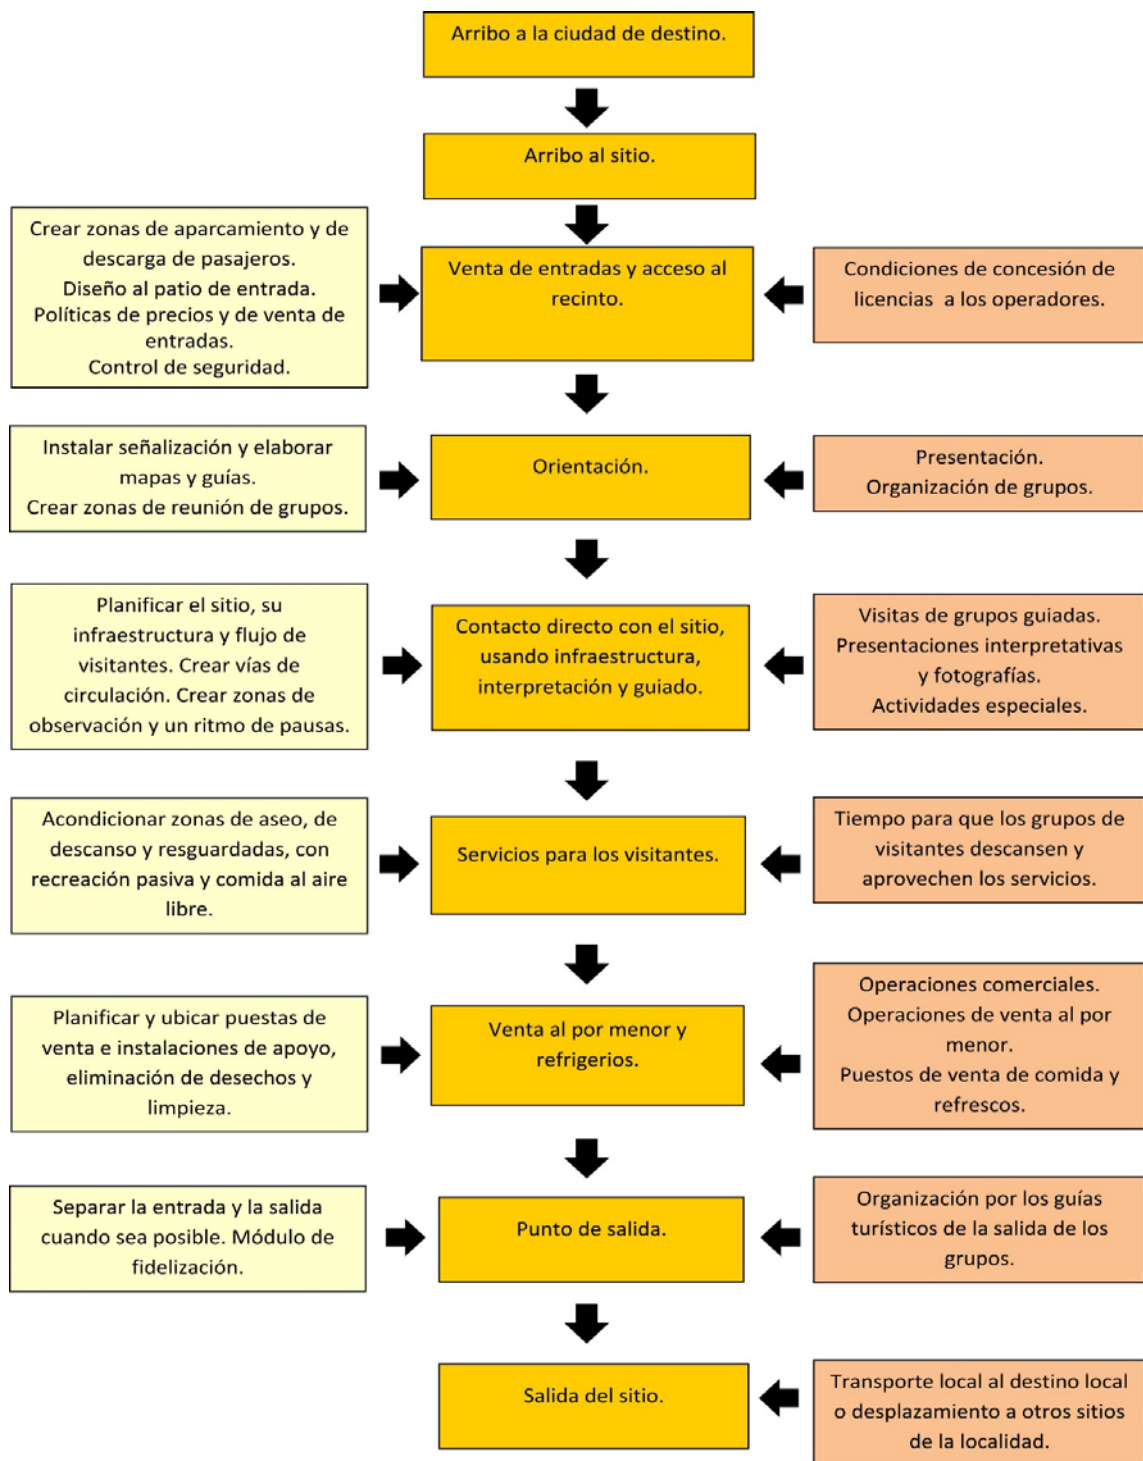 Arribo a la ciudad de destino.
Arribo al sitio.
Crear zonas de aparcamiento y de
descarga de pasajeros.
Diseño al patio de entrada.
Políticas de precios y de venta de
entradas.
Control de seguridad.
Venta de entradas y acceso al
recinto.
Condiciones de concesión de
licencias a los operadores.
Instalar señalización y elaborar
mapas y guías.
Crear zonas de reunión de grupos.
Orientación.
Presentación.
Organización de grupos.
Planificar el sitio, su
infraestructura y flujo de
visitantes. Crear vías de
circulación. Crear zonas de
observación y un ritmo de pausas.
Contacto directo con el sitio,
usando infraestructura,
interpretación y guiado.
Visitas de grupos guiadas.
Presentaciones interpretativas
y fotografías.
Actividades especiales.
Acondicionar zonas de aseo, de
descanso y resguardadas, con
recreación pasiva y comida al aire
libre.
Servicios para los visitantes.
Tiempo para que los grupos de
visitantes descansen y
aprovechen los servicios.
Planificar y ubicar puestas de
venta e instalaciones de apoyo,
eliminación de desechos y
limpieza.
Venta al por menor y
refrigerios.
Operaciones comerciales.
Operaciones de venta al por
menor.
Puestos de venta de comida y
refrescos.
Separar la entrada y la salida
cuando sea posible. Módulo de
fidelización.
Punto de salida.
Organización por los guías
turísticos de la salida de los
grupos.
Salida del sitio.
Transporte local al destino local
o desplazamiento a otros sitios
de la localidad.